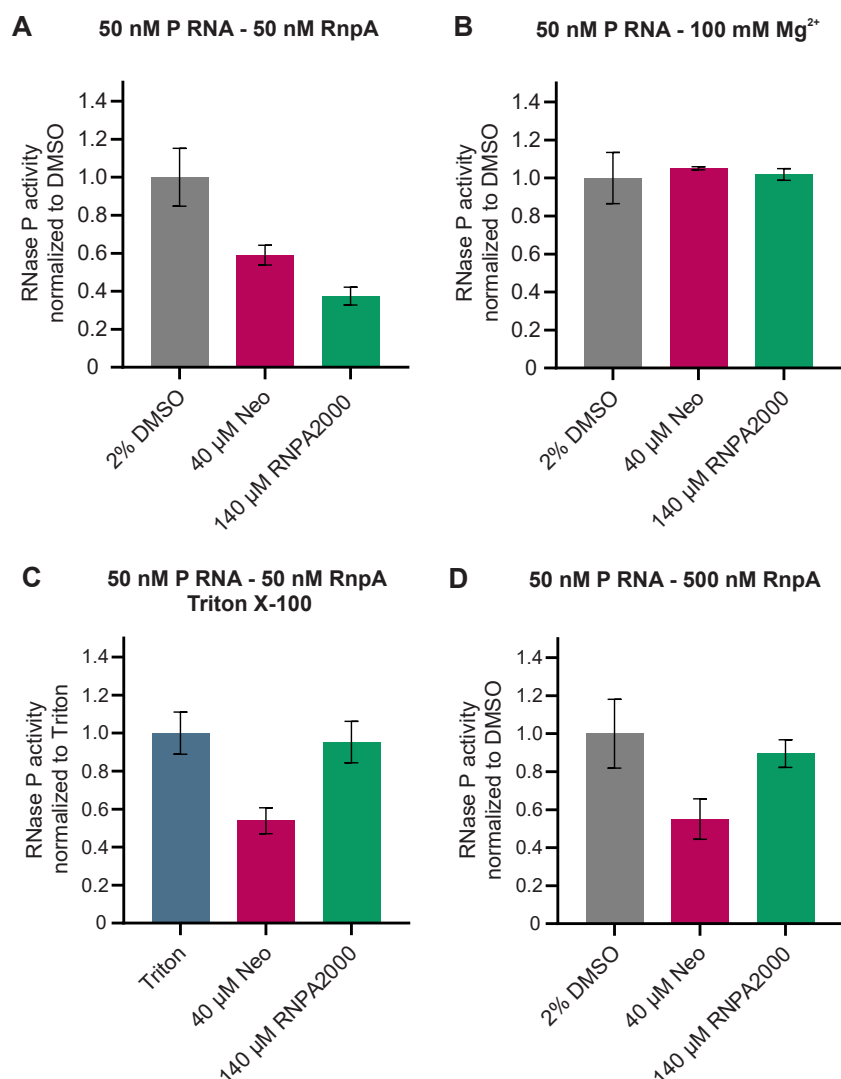 A
50 nM P RNA - 50 nM RnpA
RNase P activity
normalized to DMSO
1.4
1.2
1.0
0.8
0.6
0.4
0.2
0
2% DMSO
40 µM Neo
140 µM RNPA2000
B
50 nM P RNA - 100 mM Mg²⁺
RNase P activity
normalized to DMSO
1.4
1.2
1.0
0.8
0.6
0.4
0.2
0
2% DMSO
40 µM Neo
140 µM RNPA2000
C
50 nM P RNA - 50 nM RnpA
Triton X-100
RNase P activity
normalized to Triton
1.4
1.2
1.0
0.8
0.6
0.4
0.2
0
Triton
40 µM Neo
140 µM RNPA2000
D
50 nM P RNA - 500 nM RnpA
RNase P activity
normalized to DMSO
1.4
1.2
1.0
0.8
0.6
0.4
0.2
0
2% DMSO
40 µM Neo
140 µM RNPA2000